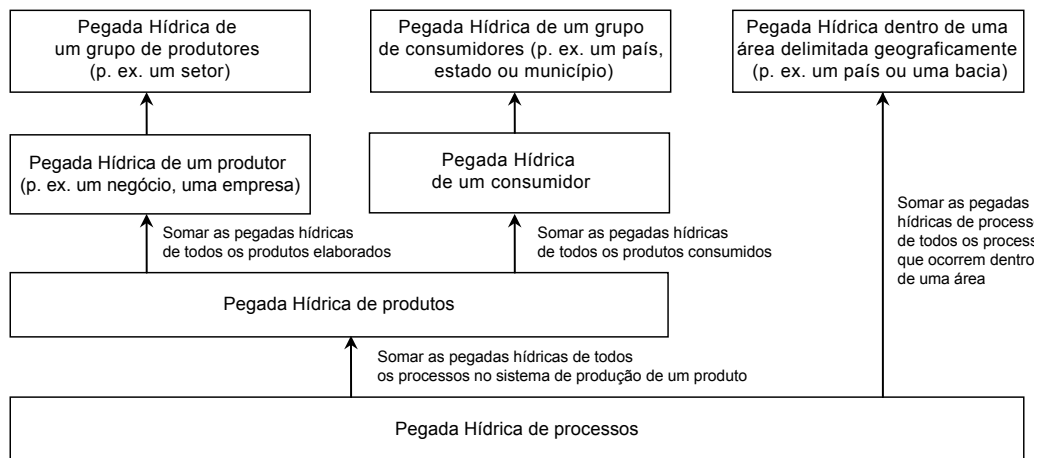 Pegada Hídrica de
um grupo de produtores
(p. ex. um setor)
Pegada Hídrica de um grupo
de consumidores (p. ex. um país,
estado ou município)
Pegada Hídrica dentro de uma
área delimitada geograficamente
(p. ex. um país ou uma bacia)
Pegada Hídrica de um produtor
(p. ex. um negócio, uma empresa)
Pegada Hídrica
de um consumidor
Somar as pegadas hídricas
de todos os produtos elaborados
Somar as pegadas hídricas
de todos os produtos consumidos
Somar as pegadas
hídricas de process
de todos os process
que ocorrem dentro
de uma área
Pegada Hídrica de produtos
Somar as pegadas hídricas de todos
os processos no sistema de produção de um produto
Pegada Hídrica de processos